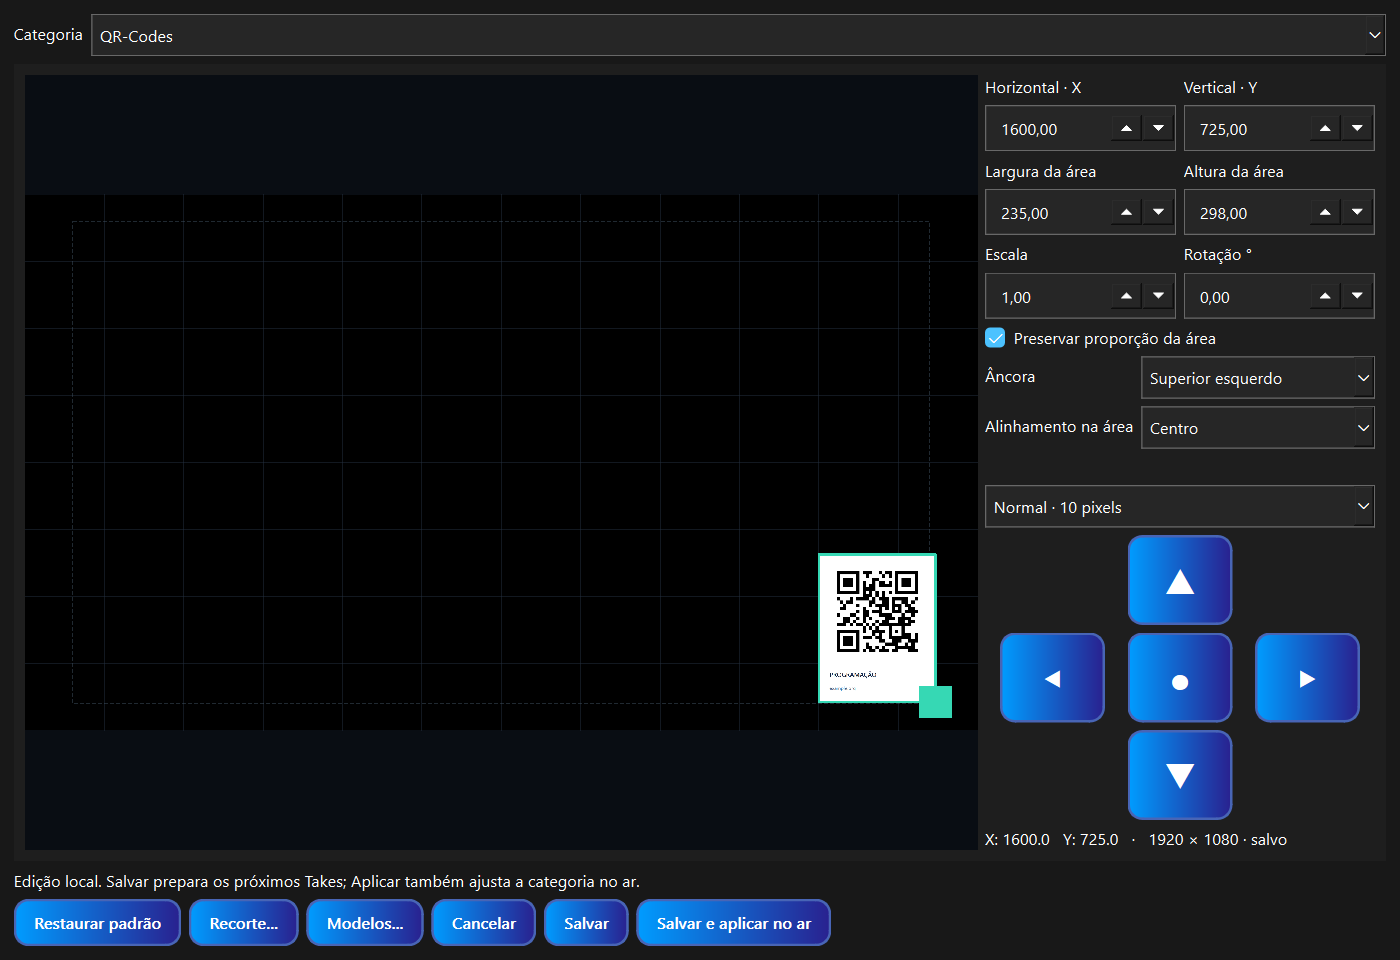 Categoria
QR-Codes
Horizontal · X
Vertical · Y
1600,00
725,00
Largura da área
Altura da área
235,00
298,00
Escala
Rotação °
1,00
0,00
Preservar proporção da área
Âncora
Superior esquerdo
Alinhamento na área
Centro
Normal · 10 pixels
PROGRAMAÇÃO
X: 1600.0 Y: 725.0 · 1920 × 1080 · salvo
Edição local. Salvar prepara os próximos Takes; Aplicar também ajusta a categoria no ar.
Restaurar padrão
Recorte...
Modelos...
Cancelar
Salvar
Salvar e aplicar no ar